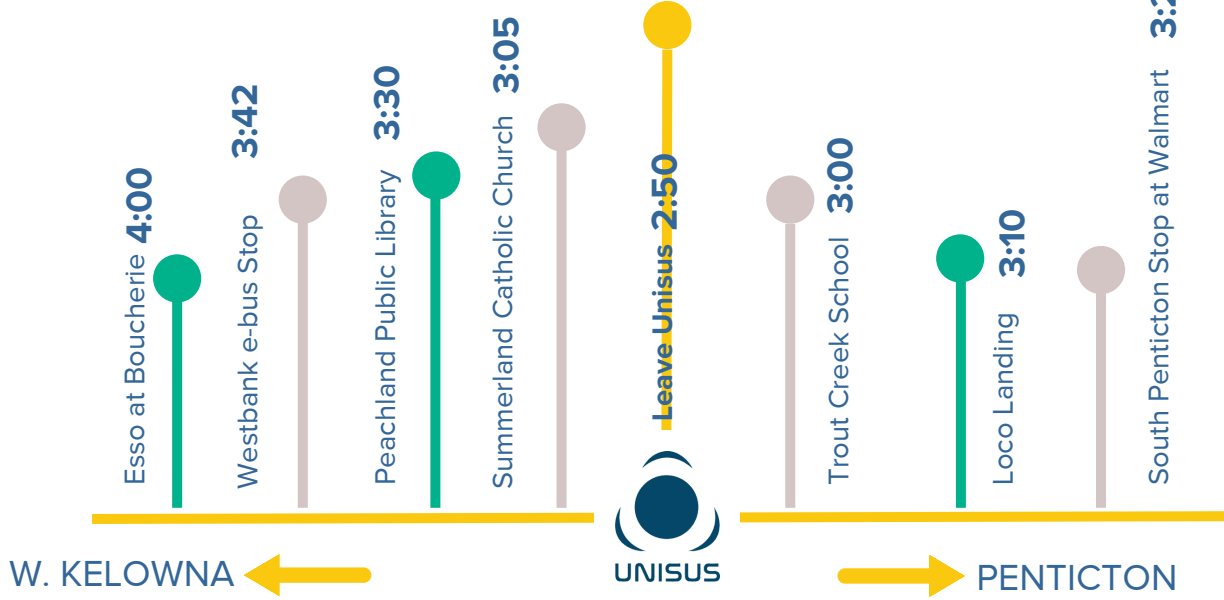 Esso at Boucherie 4:00
Westbank e-bus Stop 3:42
Peachland Public Library 3:30
Summerland Catholic Church 3:05
Leave Unisus 2:50
Trout Creek School 3:00
Loco Landing 3:10
South Penticton Stop at Walmart
UNISUS
W. KELOWNA
PENTICTON